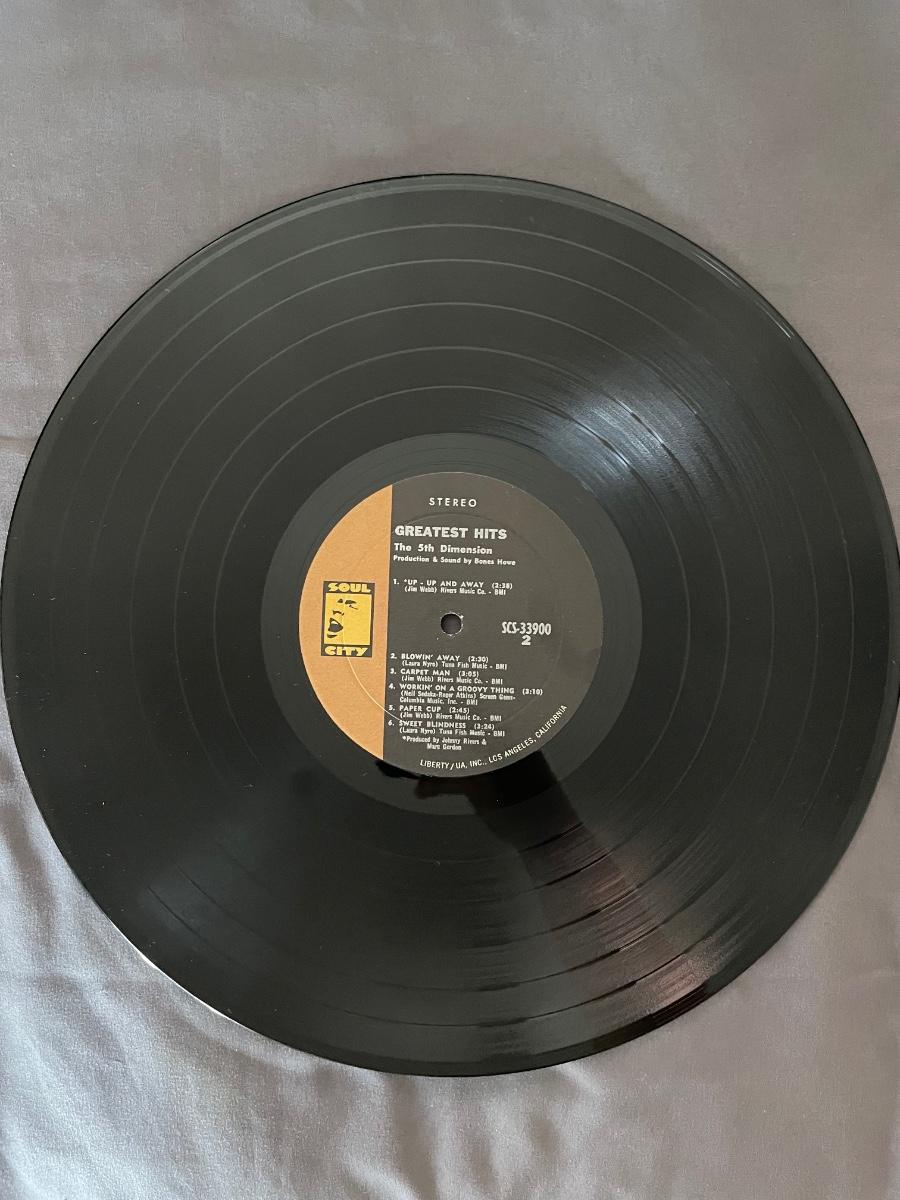 STEREO
GREATEST HITS
The 5th Dimension
Production & Sound by Bones Howe
1. *UP - UP AND AWAY (2:38)
(Jim Webb) Rivers Music Co. - BMI
SOUL
CITY
SCS-33900
2
2. BLOWIN' AWAY (2:30)
(Laura Nyro) Tuna Fish Music - BMI
3. CARPET MAN (3:05)
(Jim Webb) Rivers Music Co. - BMI
4. WORKIN' ON A GROOVY THING (3:10)
(Neil Sedaka-Roger Atkins) Screen Gems-
Columbia Music, Inc. - BMI
5. PAPER CUP (2:45)
(Jim Webb) Rivers Music Co. - BMI
6. SWEET BLINDNESS (3:26)
(Laura Nyro) Tuna Fish Music - BMI
*Produced by Johnny Rivers &
Marc Gordon
LIBERTY/UA, INC., LOS ANGELES, CALIFORNIA